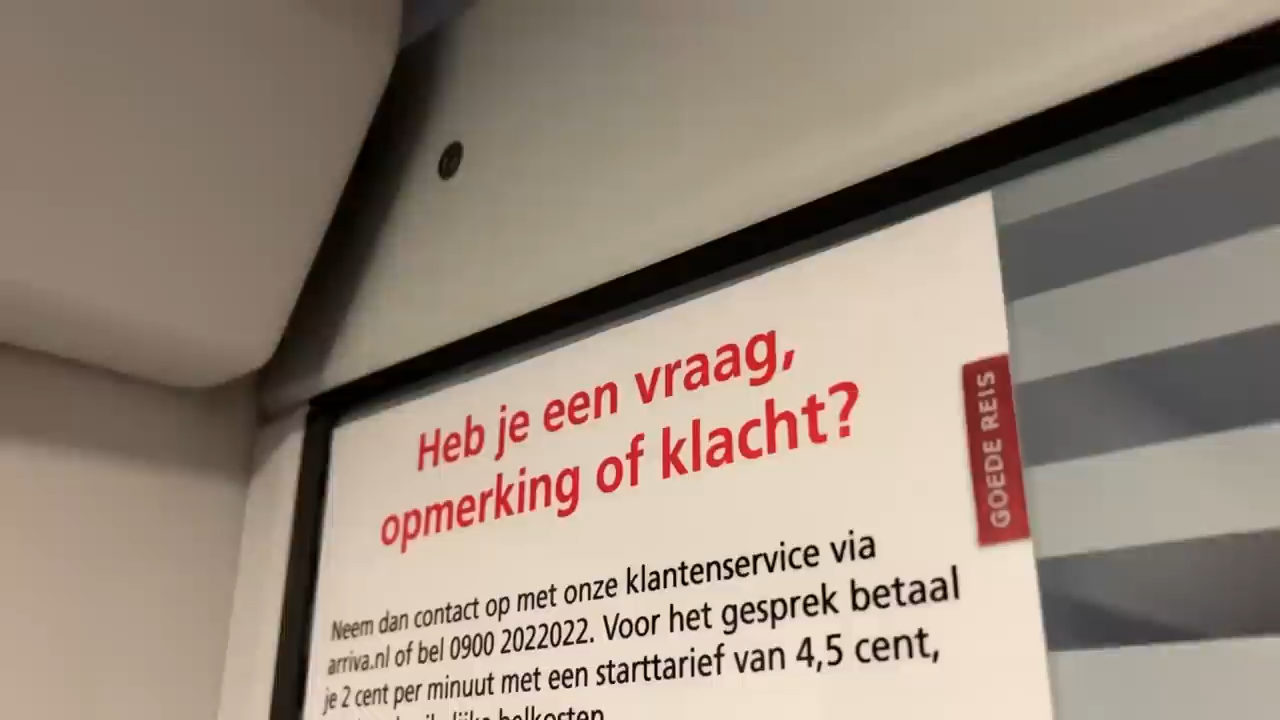 Heb je een vraag,
opmerking of klacht?
GOEDE REIS
Neem dan contact op met onze klantenservice via
arriva.nl of bel 0900 2022022. Voor het gesprek betaal
je 2 cent per minuut met een starttarief van 4,5 cent,
belkosten